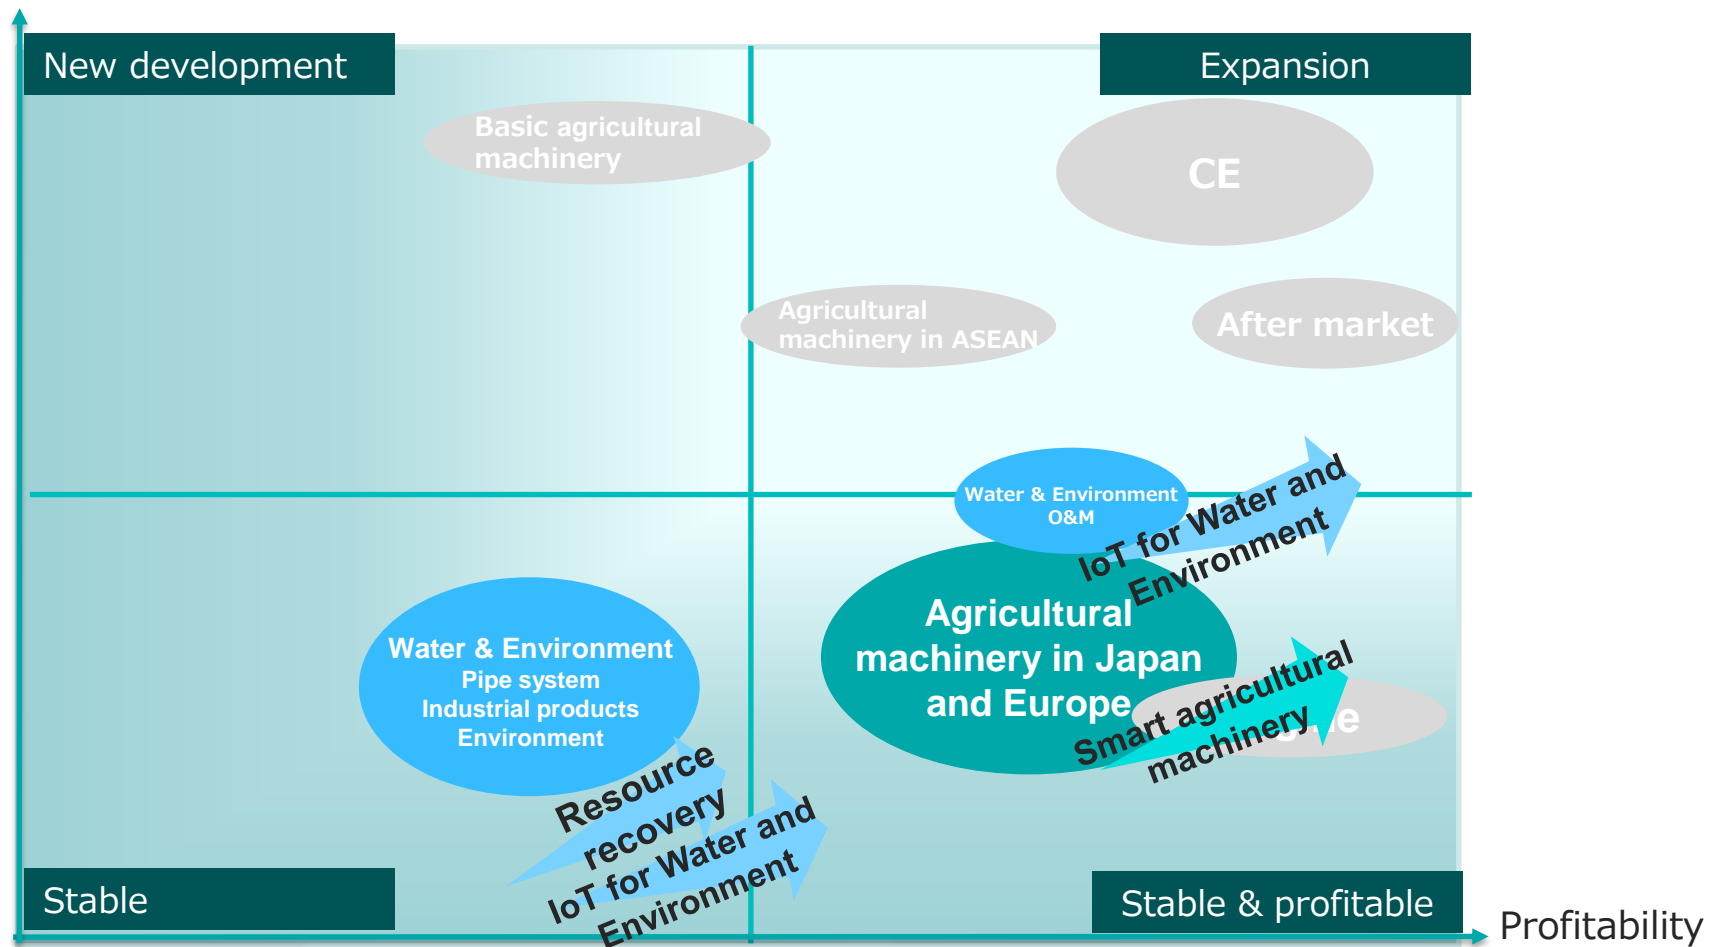 New development
Expansion
Basic agricultural
machinery
CE
Agricultural
machinery in ASEAN
After market
Water & Environment
O&M
IoT for Water and
Environment
Agricultural
machinery in Japan
and Europe
Water & Environment
Pipe system
Industrial products
Environment
Smart agricultural
machinery
Resource
recovery
IoT for Water and
Environment
Stable
Stable & profitable
Profitability